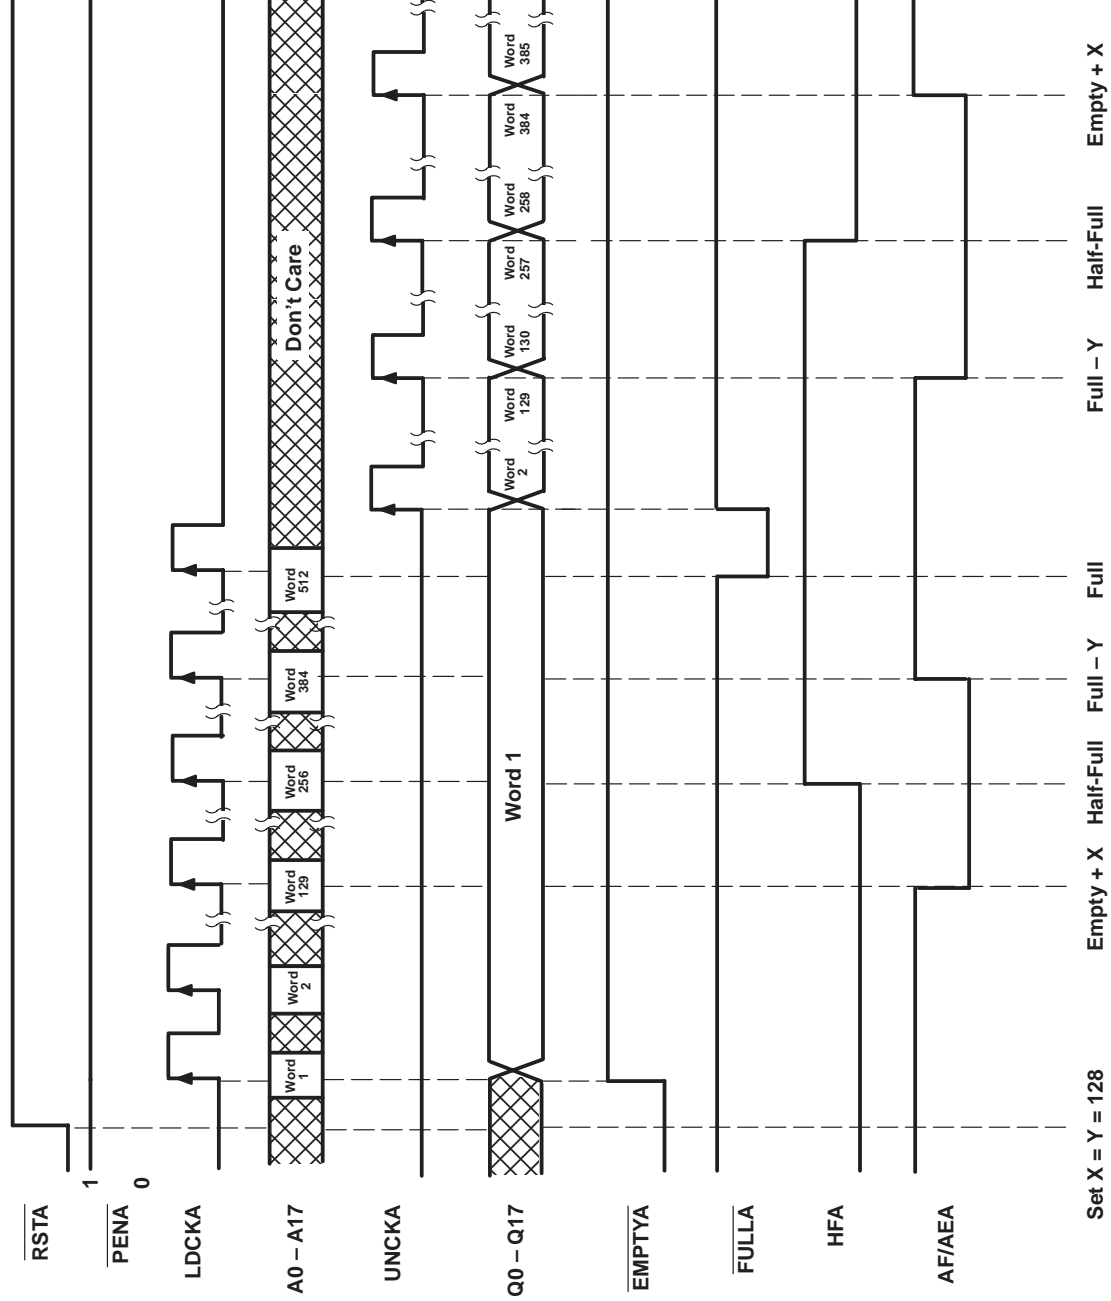 RSTA
1
PENA
0
LDCKA
A0 – A17
Word
1
Word
2
Word
129
Word
256
Word
384
Word
512
Don't Care
UNCKA
Q0 – Q17
Word 1
Word
2
Word
129
Word
130
Word
257
Word
258
Word
384
Word
385
EMPTYA
FULLA
HFA
AF/AEA
Set X = Y = 128
Empty + X
Half-Full
Full – Y
Full
Full – Y
Half-Full
Empty + X